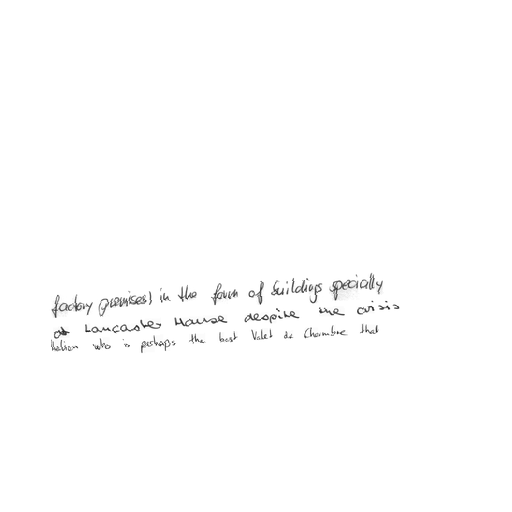 factory premises) in the form of buildings specially
at Lancaster House despite the crisis
Italian who is perhaps the best Valet de Chambre that